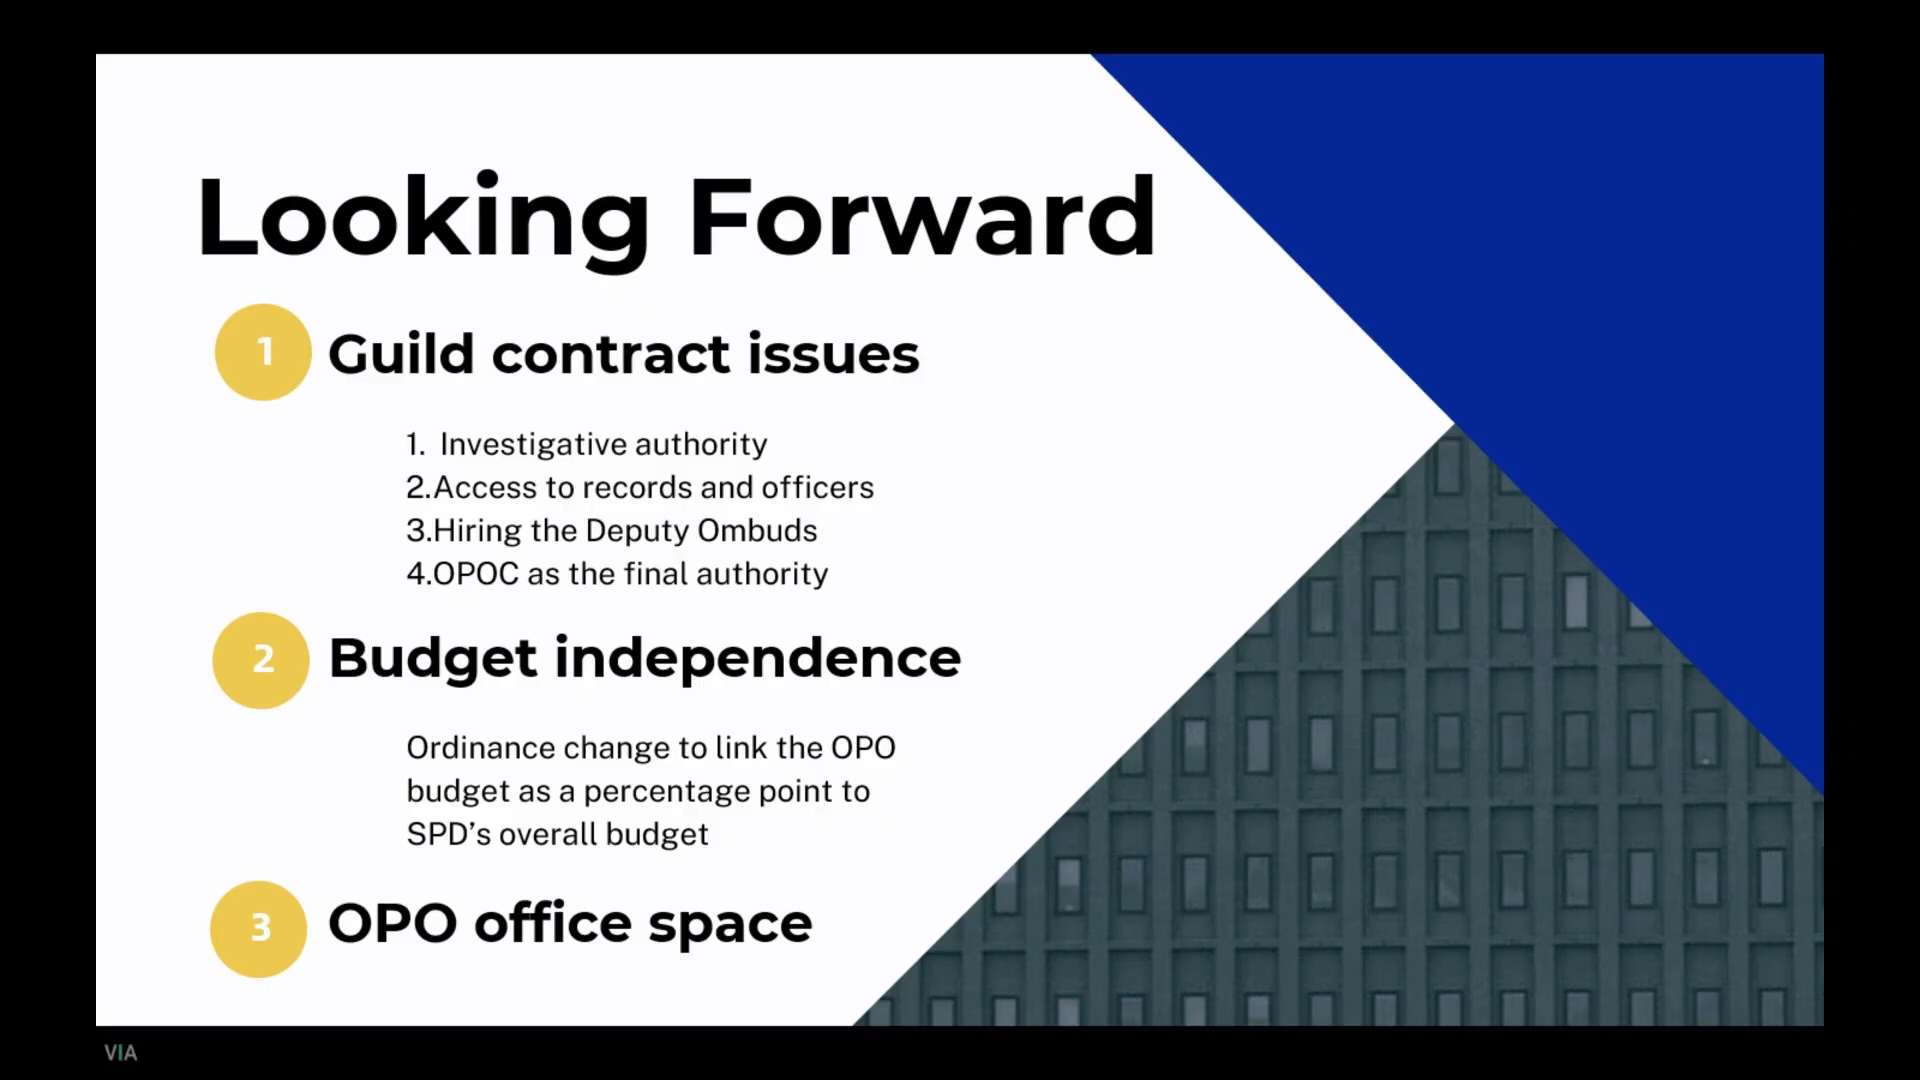 Looking Forward
1 Guild contract issues
1. Investigative authority
2.Access to records and officers
3.Hiring the Deputy Ombuds
4.OPOC as the final authority
2 Budget independence
Ordinance change to link the OPO
budget as a percentage point to
SPD’s overall budget
3 OPO office space
VIA